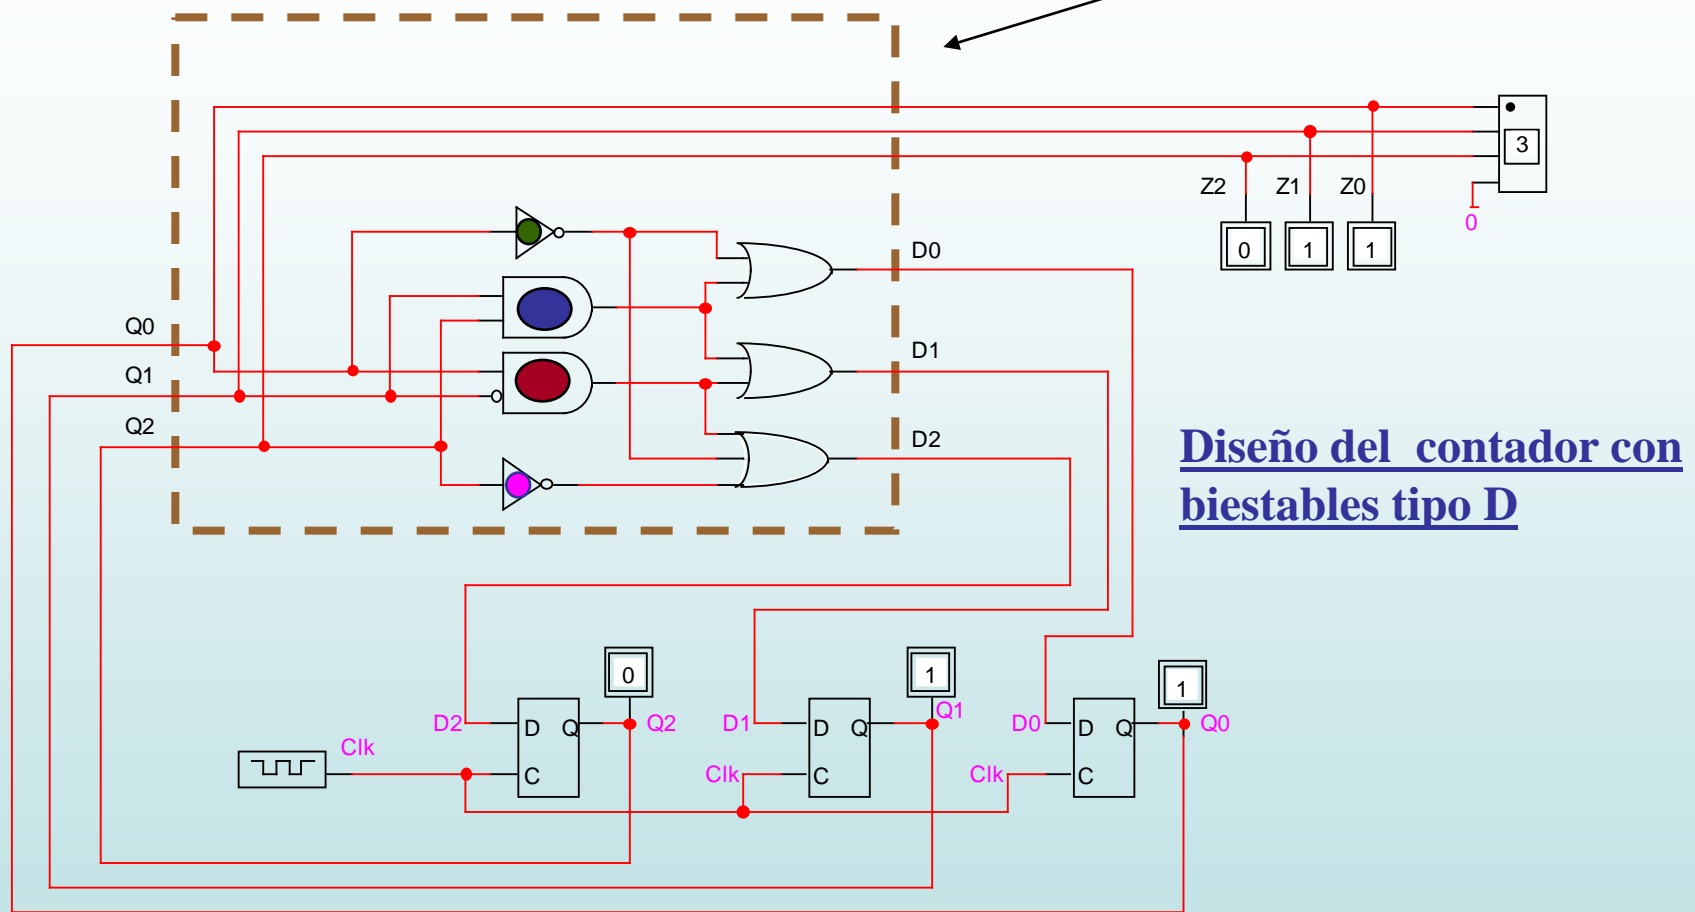 3
Z2 Z1 Z0
0 1 1
0
D0
Q0
D1
Q1
Q2
D2
Diseño del contador con
biestables tipo D
0 1 1
D2 D Q Q2 D1 D Q Q1 D0 D Q Q0
Clk C Clk C Clk C